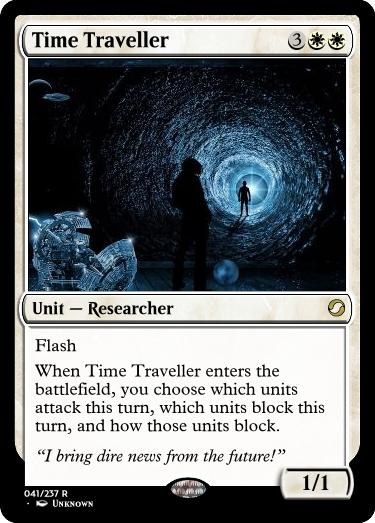 Time Traveller 3
Unit — Researcher
Flash
When Time Traveller enters the
battlefield, you choose which units
attack this turn, which units block this
turn, and how those units block.
“I bring dire news from the future!”
1/1
041/237 R
· Unknown